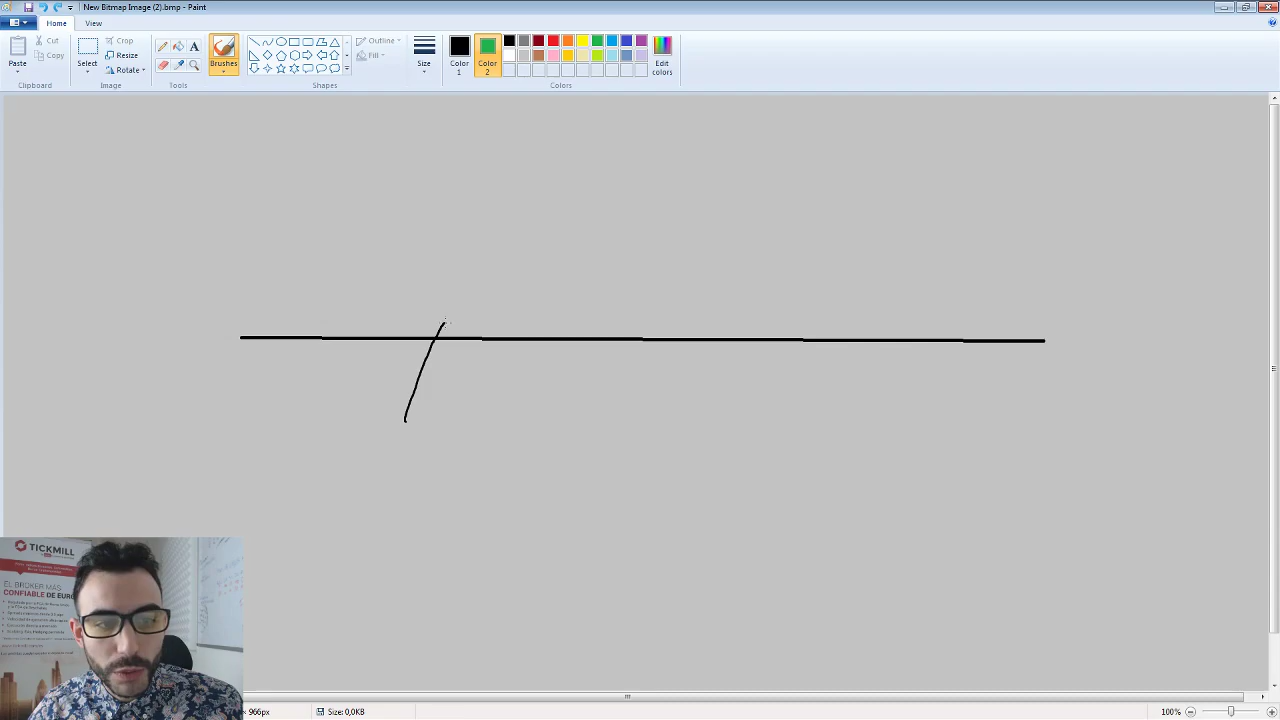 New Bitmap Image (2).bmp - Paint
Home
View
Paste
Cut
Copy
Clipboard
Select
Crop
Resize
Rotate
Image
A
Tools
Brushes
Outline
Fill
Shapes
Size
Color
1
Color
2
Edit
colors
Colors
TICKMILL
EL BROKER MÁS
CONFIABLE DE EURO
× 966px
Size: 0,0KB
100%